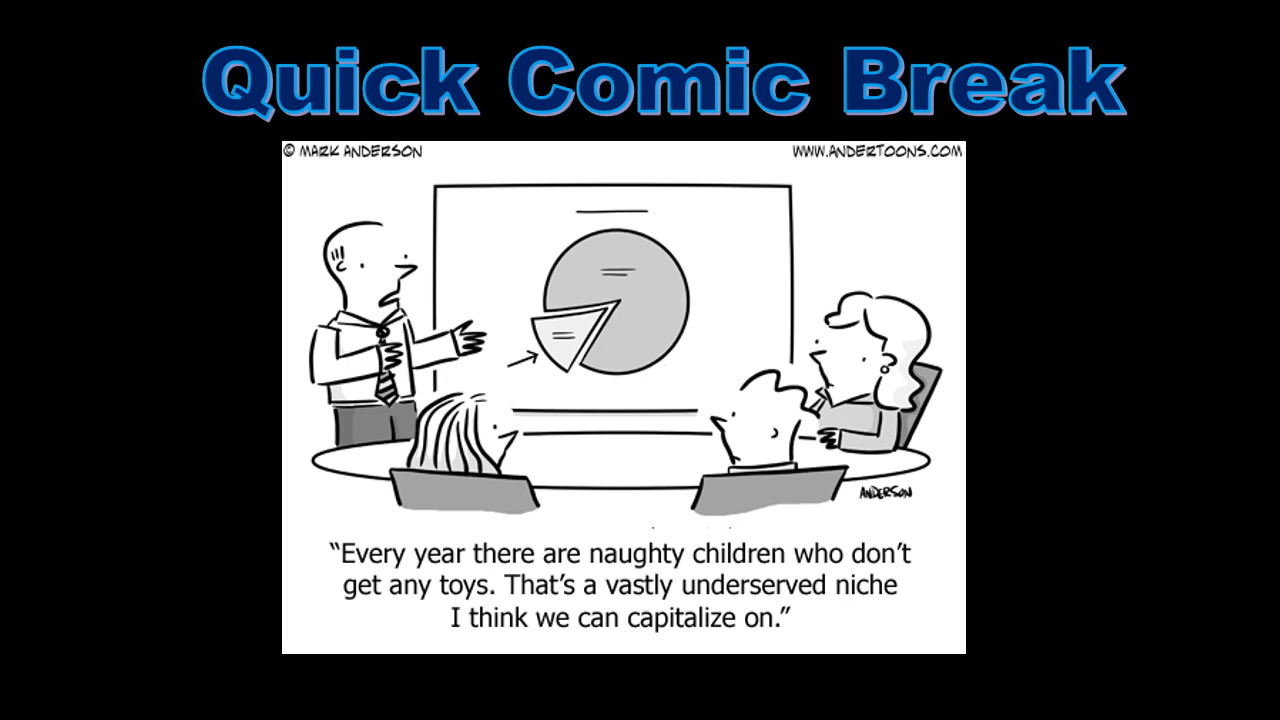 Quick Comic Break
© MARK ANDERSON
WWW.ANDERTOONS.COM
ANDERSON
“Every year there are naughty children who don’t
get any toys. That’s a vastly underserved niche
I think we can capitalize on.”